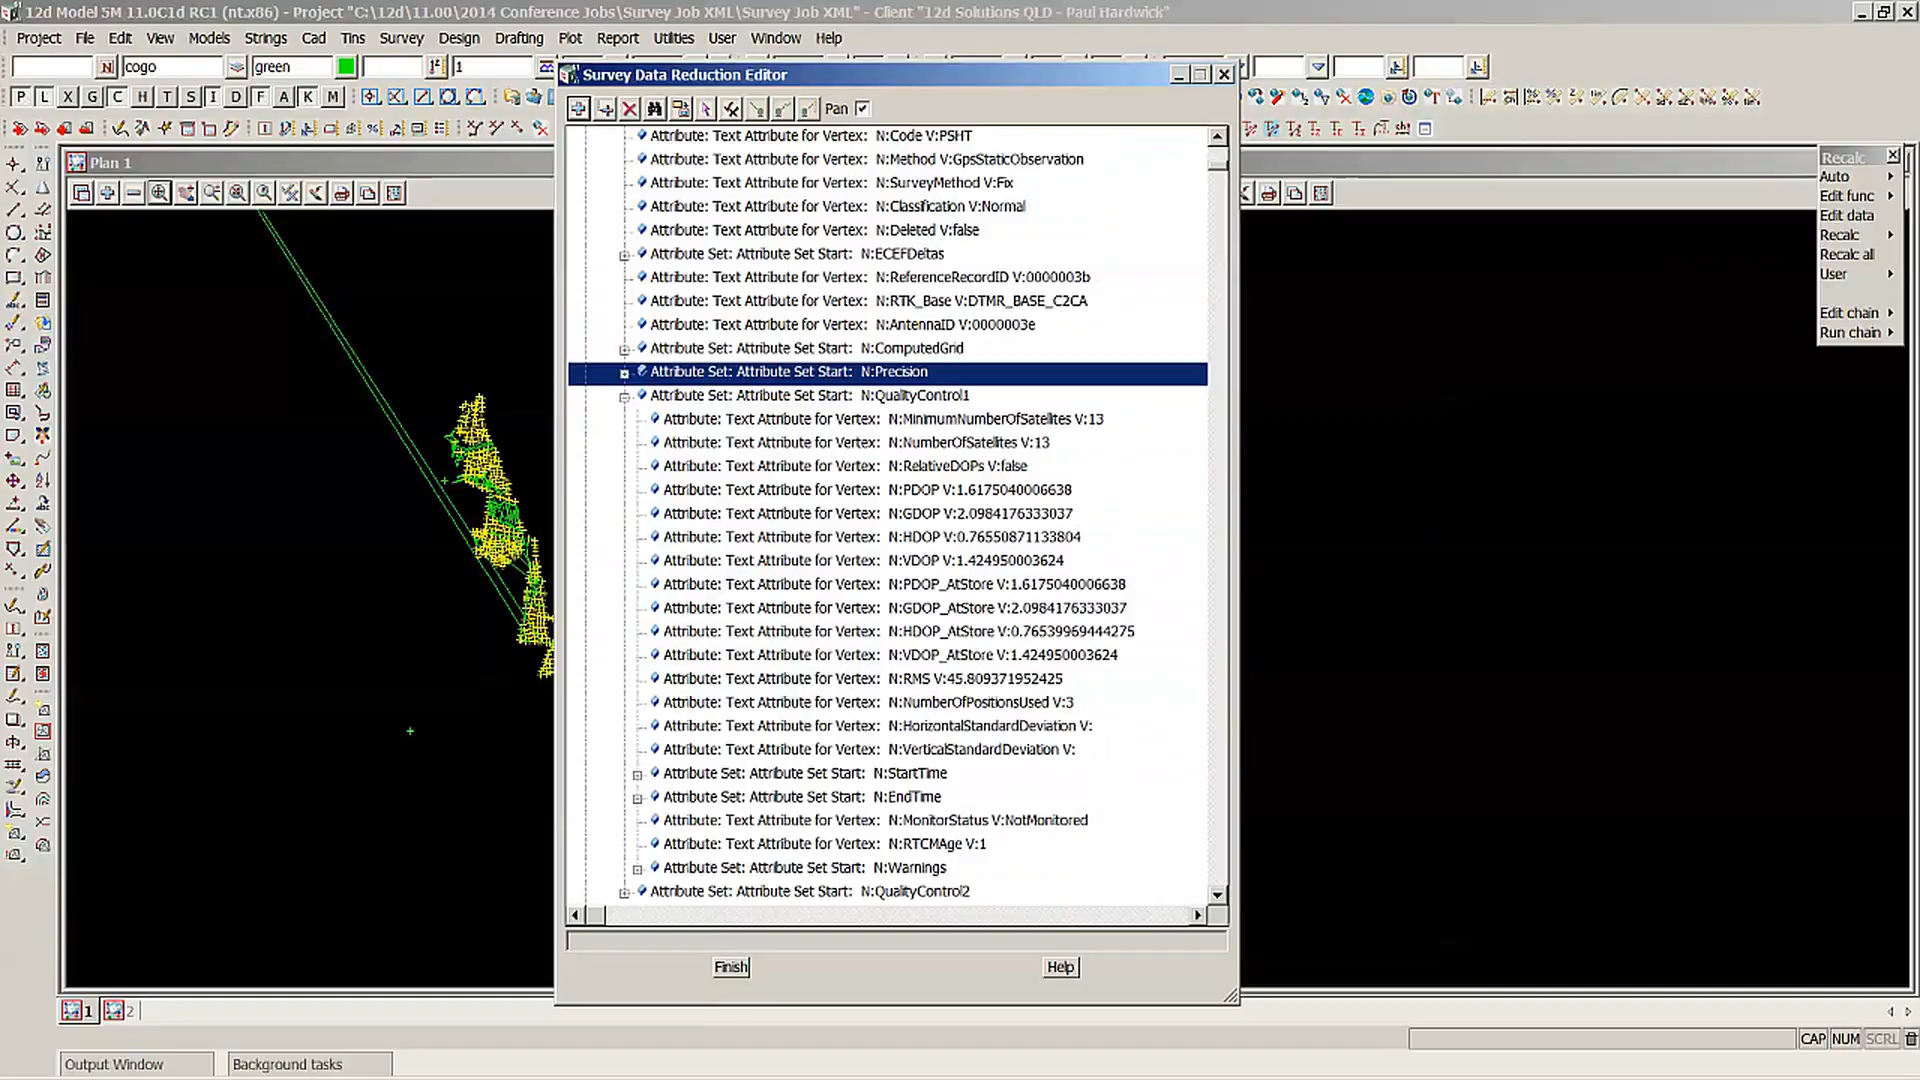 12d Model 5M 11.0C1d RC1 (nt.x86) - Project "C:\12d\11.00\2014 Conference Jobs\Survey Job XML\Survey Job XML" - Client "12d Solutions QLD - Paul Hardwick"
Project File Edit View Models Strings Cad Tins Survey Design Drafting Plot Report Utilities User Window Help
cogo green 1
P L X G C H T S I D F A K M
Survey Data Reduction Editor
Pan
Plan 1
Attribute: Text Attribute for Vertex: N:Code V:PSHT
Attribute: Text Attribute for Vertex: N:Method V:GpsStaticObservation
Attribute: Text Attribute for Vertex: N:SurveyMethod V:Fix
Attribute: Text Attribute for Vertex: N:Classification V:Normal
Attribute: Text Attribute for Vertex: N:Deleted V:false
Attribute Set: Attribute Set Start: N:ECEFDeltas
Attribute: Text Attribute for Vertex: N:ReferenceRecordID V:0000003b
Attribute: Text Attribute for Vertex: N:RTK_Base V:DTMR_BASE_C2CA
Attribute: Text Attribute for Vertex: N:AntennaID V:0000003e
Attribute Set: Attribute Set Start: N:ComputedGrid
Attribute Set: Attribute Set Start: N:Precision
Attribute Set: Attribute Set Start: N:QualityControl1
Attribute: Text Attribute for Vertex: N:MinimumNumberOfSatellites V:13
Attribute: Text Attribute for Vertex: N:NumberOfSatellites V:13
Attribute: Text Attribute for Vertex: N:RelativeDOPs V:false
Attribute: Text Attribute for Vertex: N:PDOP V:1.6175040006638
Attribute: Text Attribute for Vertex: N:GDOP V:2.0984176333037
Attribute: Text Attribute for Vertex: N:HDOP V:0.76550871133804
Attribute: Text Attribute for Vertex: N:VDOP V:1.424950003624
Attribute: Text Attribute for Vertex: N:PDOP_AtStore V:1.6175040006638
Attribute: Text Attribute for Vertex: N:GDOP_AtStore V:2.0984176333037
Attribute: Text Attribute for Vertex: N:HDOP_AtStore V:0.76539969444275
Attribute: Text Attribute for Vertex: N:VDOP_AtStore V:1.424950003624
Attribute: Text Attribute for Vertex: N:RMS V:45.809371952425
Attribute: Text Attribute for Vertex: N:NumberOfPositionsUsed V:3
Attribute: Text Attribute for Vertex: N:HorizontalStandardDeviation V:
Attribute: Text Attribute for Vertex: N:VerticalStandardDeviation V:
Attribute Set: Attribute Set Start: N:StartTime
Attribute Set: Attribute Set Start: N:EndTime
Attribute: Text Attribute for Vertex: N:MonitorStatus V:NotMonitored
Attribute: Text Attribute for Vertex: N:RTCMAge V:1
Attribute Set: Attribute Set Start: N:Warnings
Attribute Set: Attribute Set Start: N:QualityControl2
Finish Help
Recalc
Auto
Edit func
Edit data
Recalc
Recalc all
User
Edit chain
Run chain
1 2
CAP NUM SCRL
Output Window Background tasks